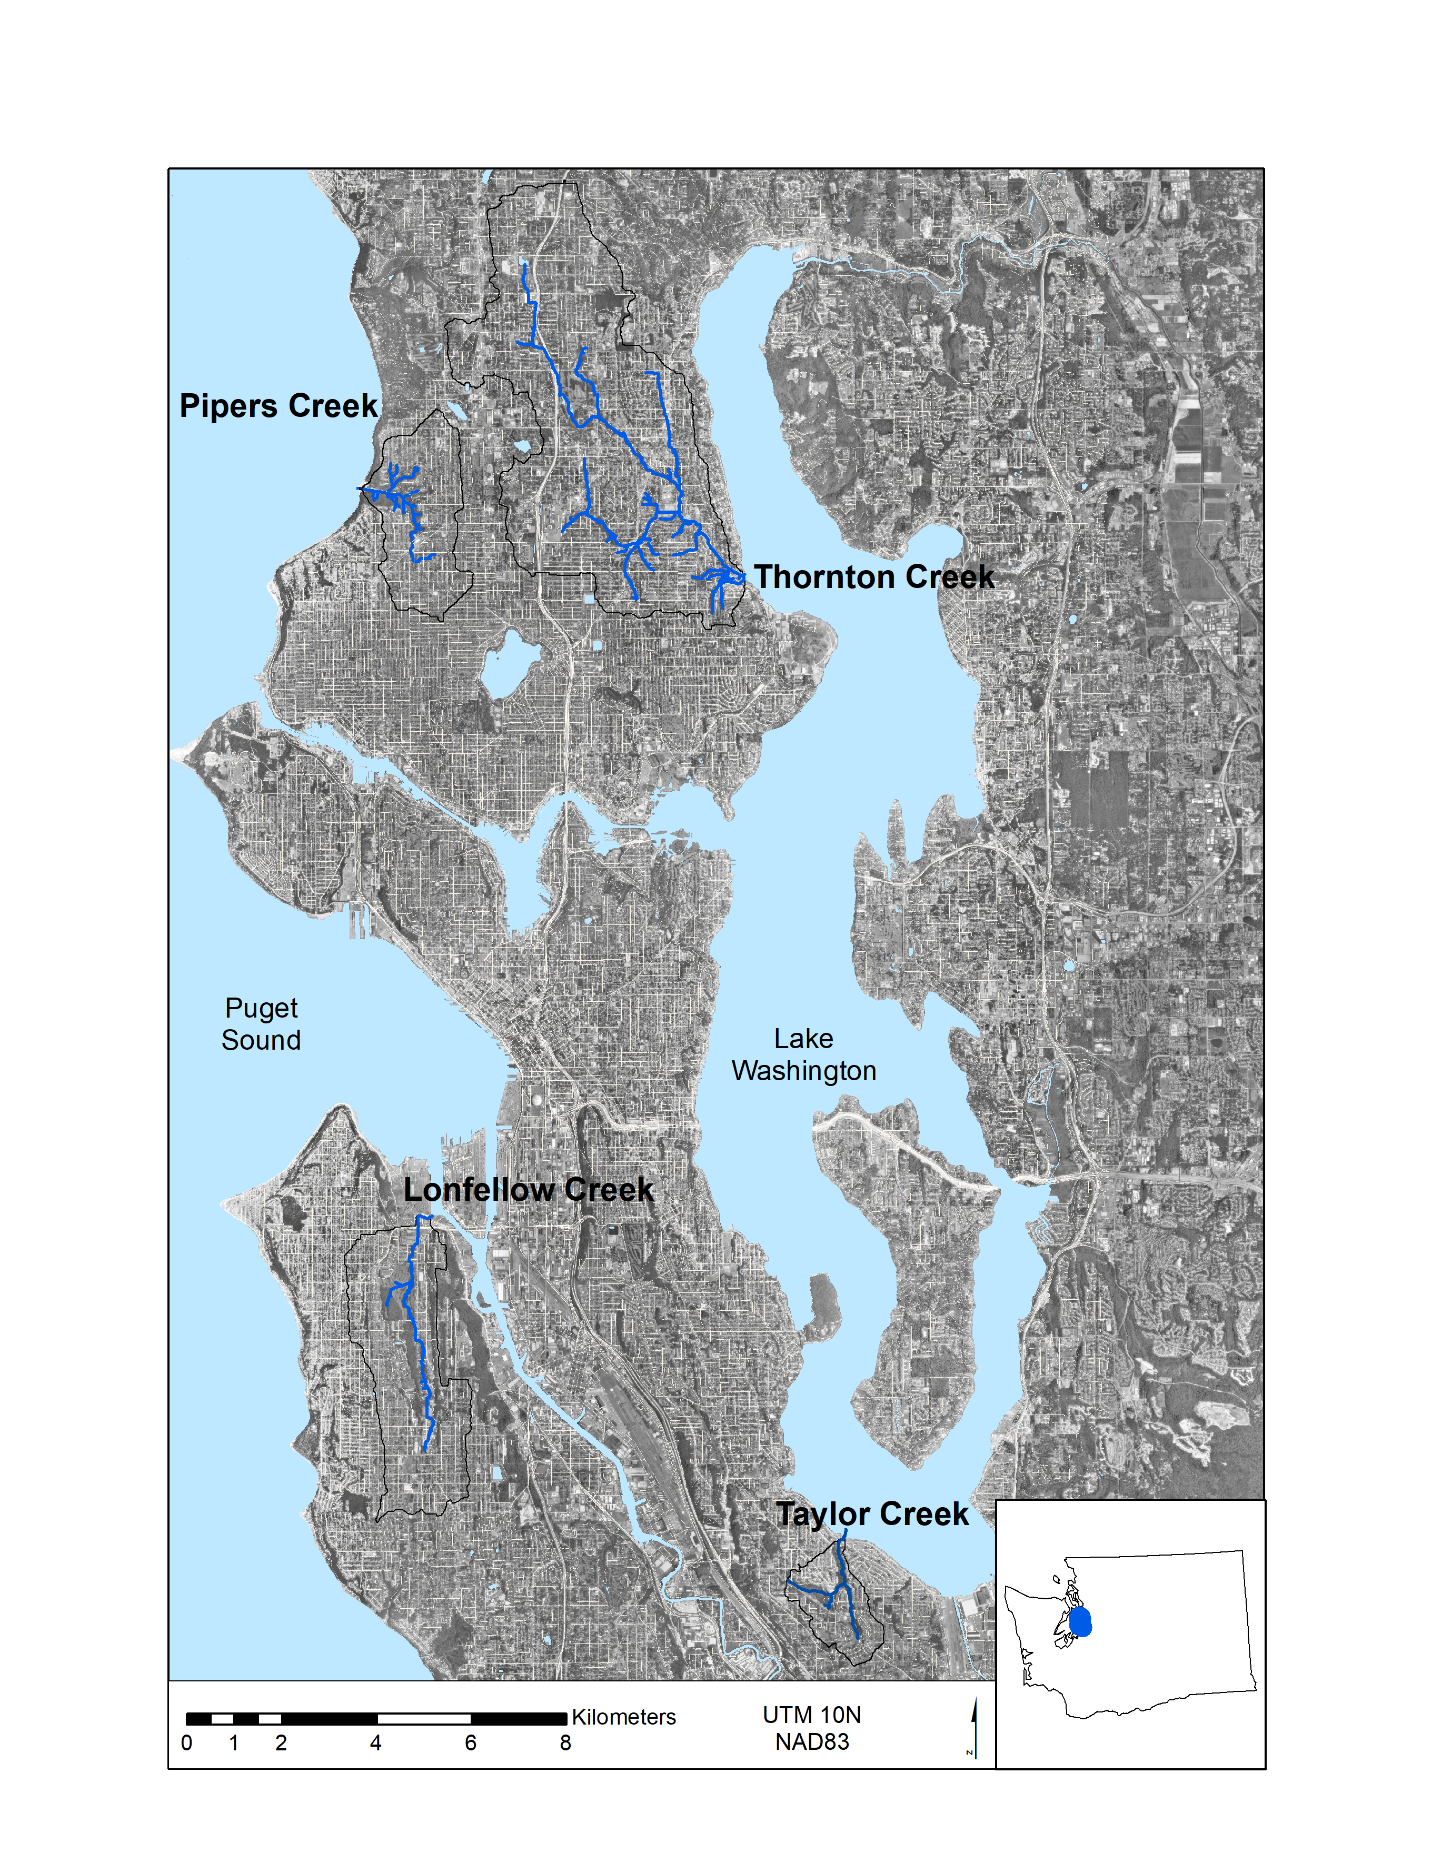 Pipers Creek
Thornton Creek
Puget
Sound
Lake
Washington
Lonfellow Creek
Taylor Creek
Kilometers
0 1 2 4 6 8
UTM 10N
NAD83
N